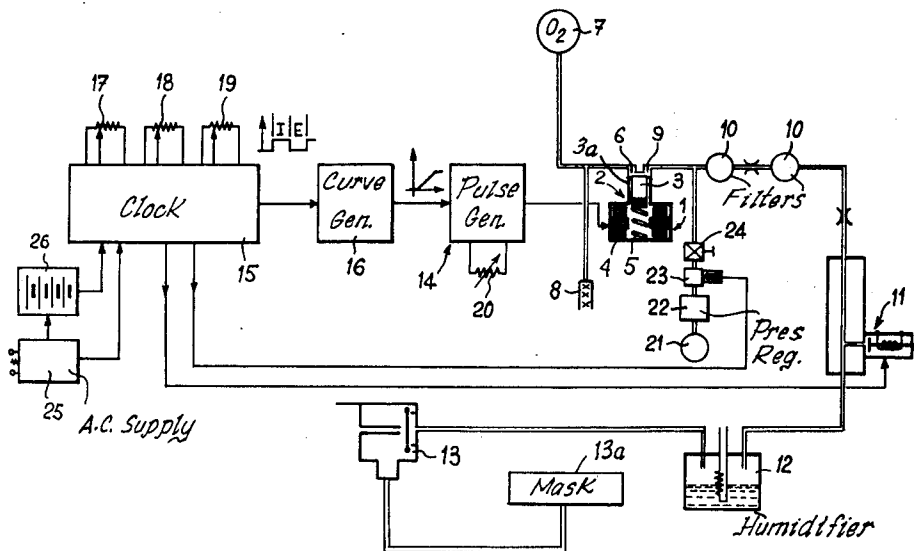 O2 7
17 18 19
I E
6 9 10 10
3a
2 3 1
Filters
Clock
Curve
Gen.
Pulse
Gen.
15 16 14 20
4 5
24
23
22
21
8
Pres
Reg.
11
26
25
A.C. Supply
13
13a
Mask
12
Humidifier